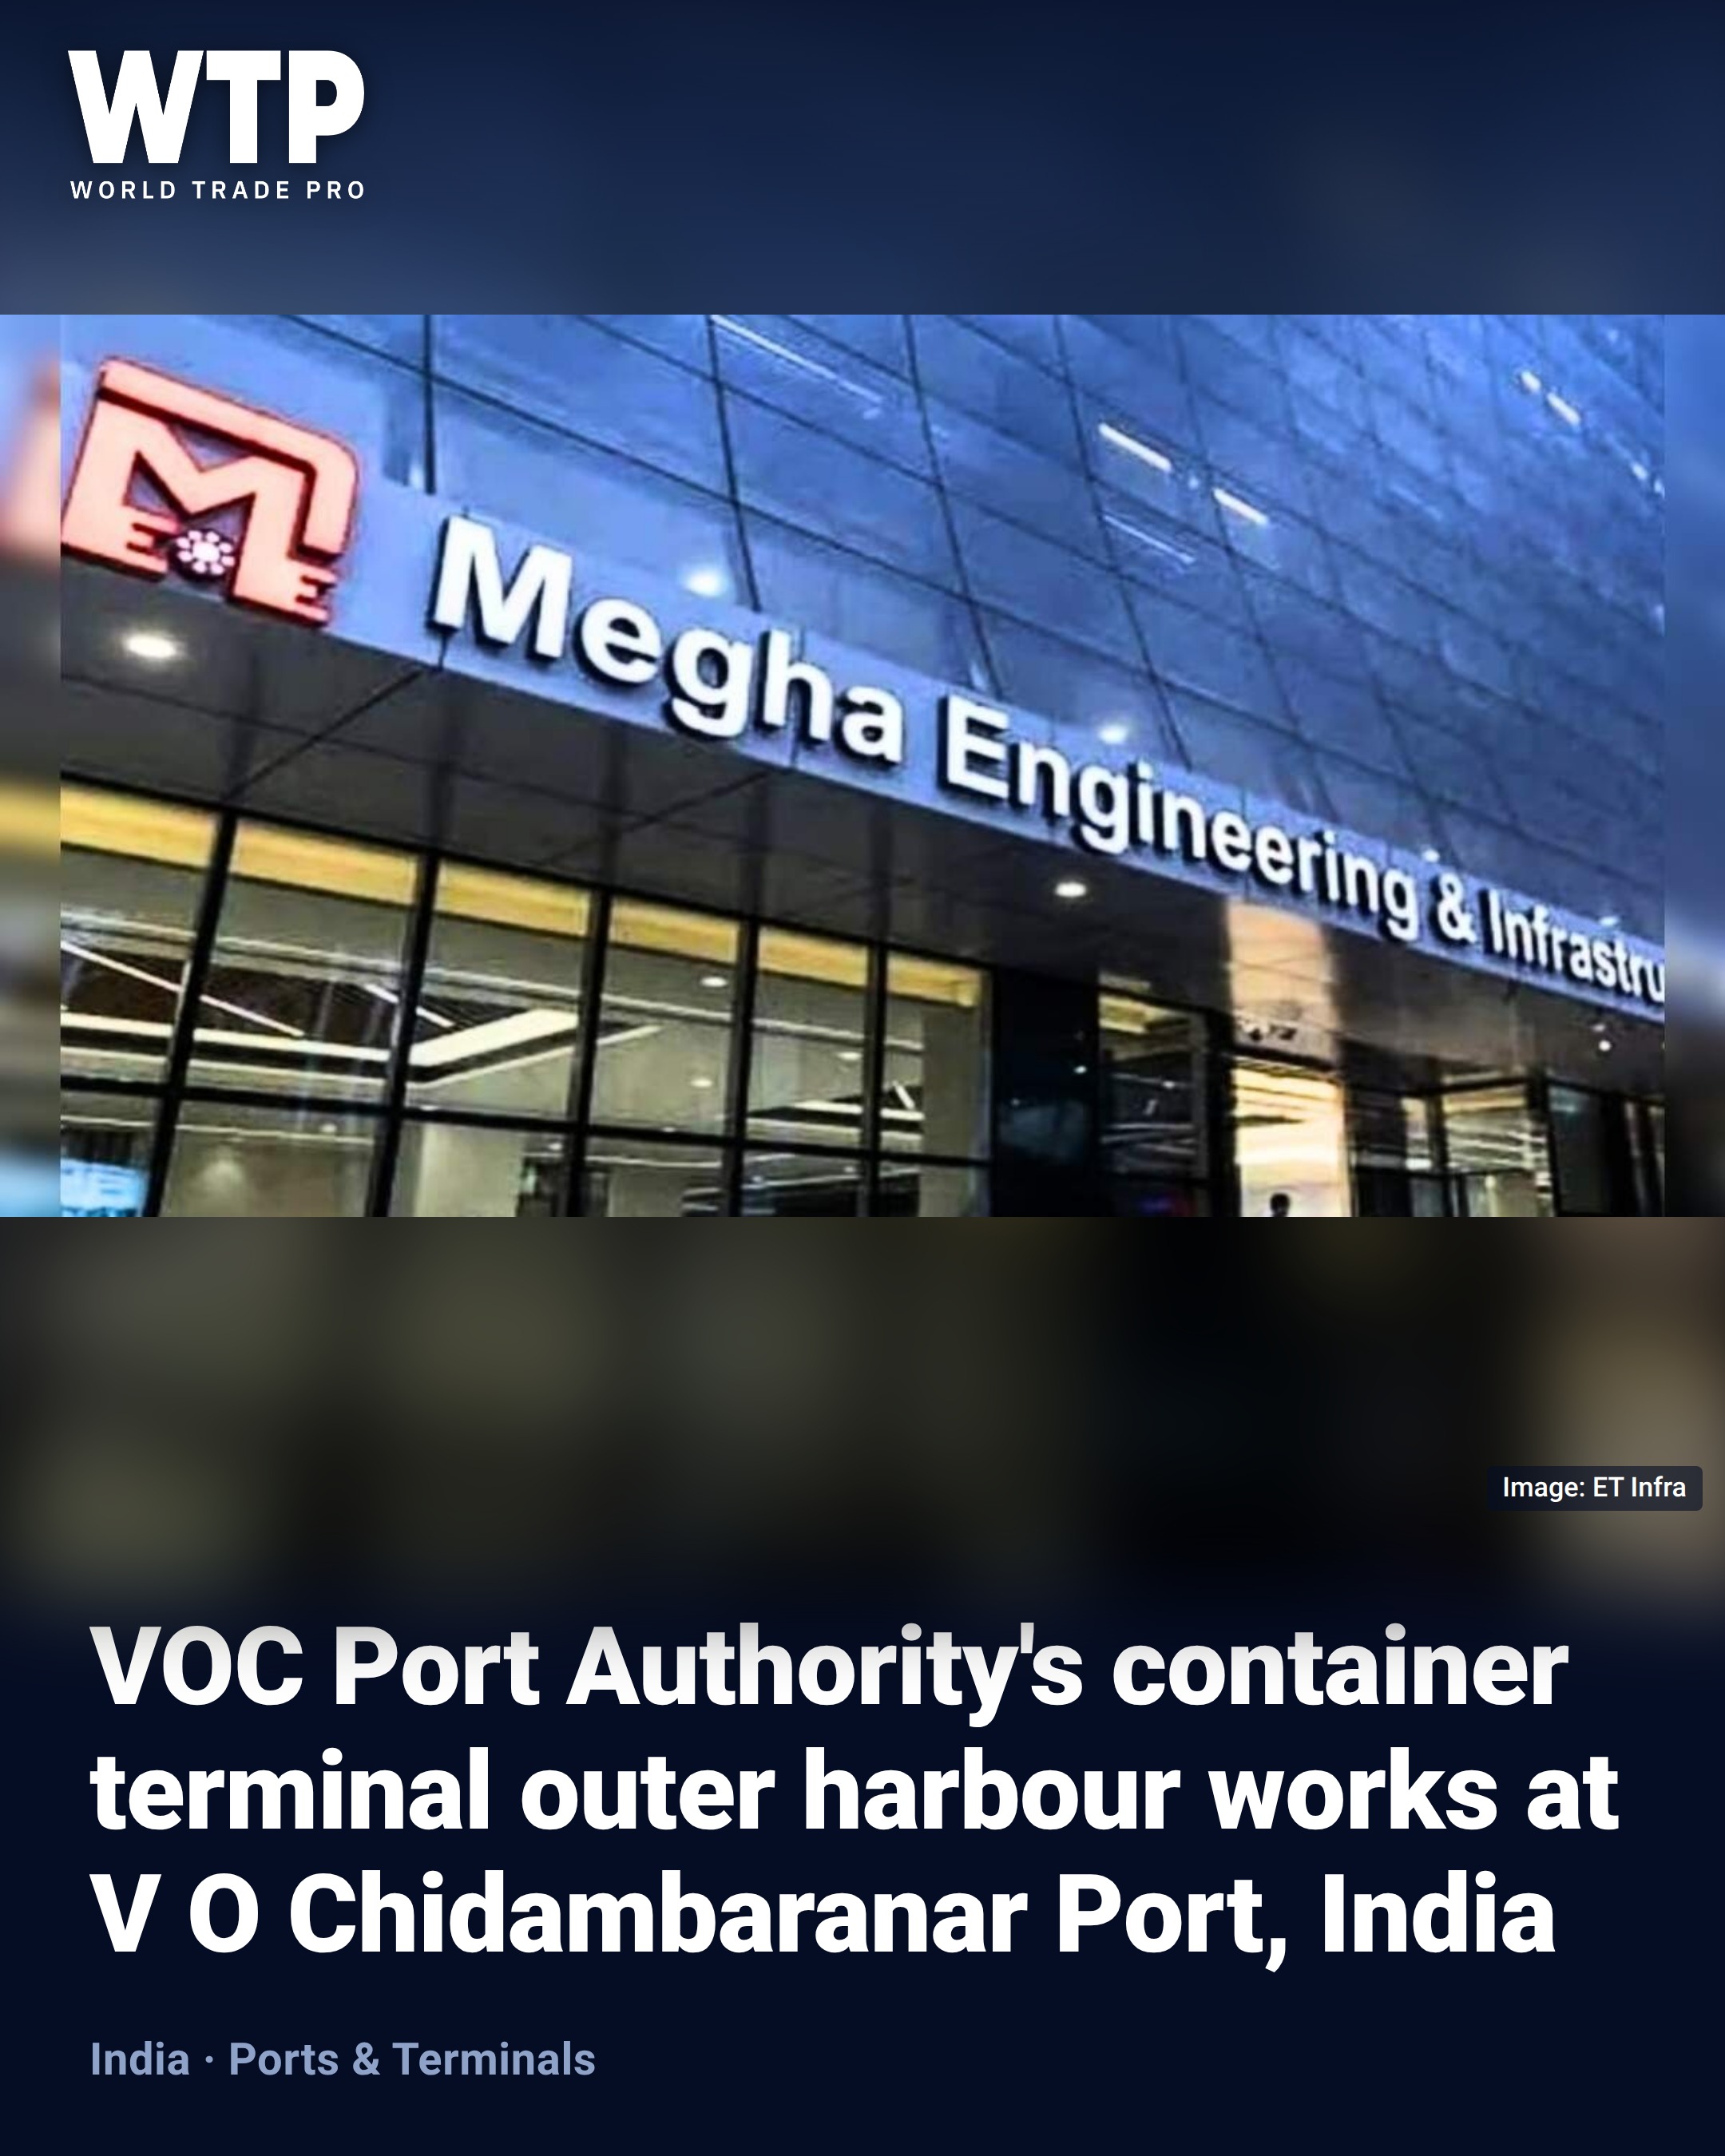 WTP
WORLD TRADE PRO
Megha Engineering & Infrastru
Image: ET Infra
VOC Port Authority's container
terminal outer harbour works at
V O Chidambaranar Port, India
India · Ports & Terminals